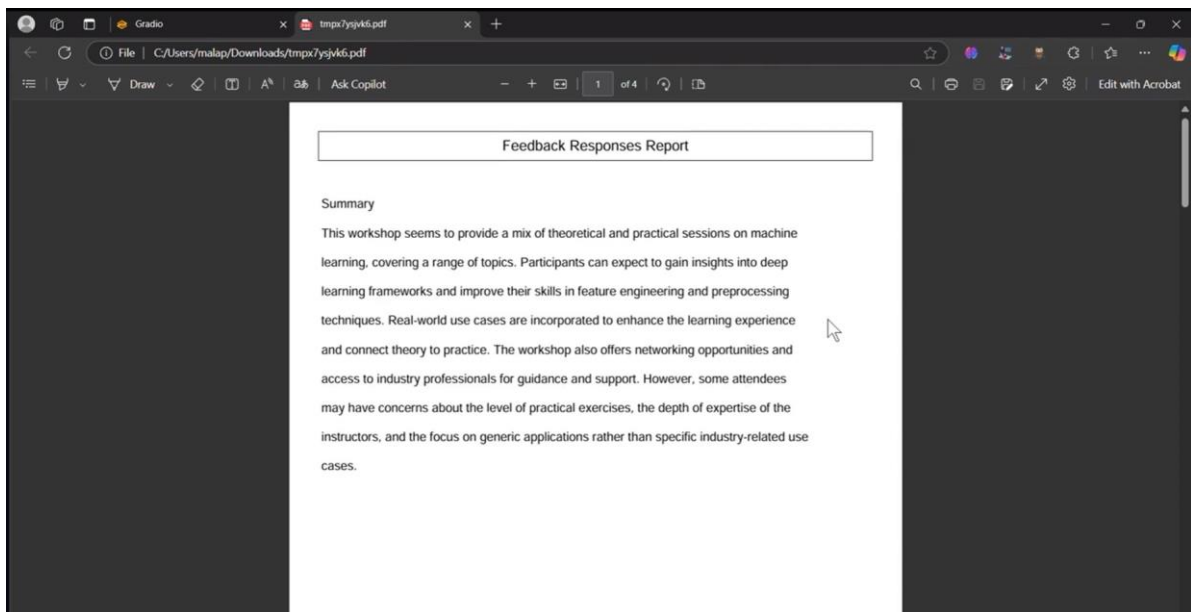 Gradio
tmpx7ysjvk6.pdf
File | C:/Users/malap/Downloads/tmpx7ysjvk6.pdf
Draw
Ask Copilot
1 of 4
Edit with Acrobat
Feedback Responses Report
Summary
This workshop seems to provide a mix of theoretical and practical sessions on machine
learning, covering a range of topics. Participants can expect to gain insights into deep
learning frameworks and improve their skills in feature engineering and preprocessing
techniques. Real-world use cases are incorporated to enhance the learning experience
and connect theory to practice. The workshop also offers networking opportunities and
access to industry professionals for guidance and support. However, some attendees
may have concerns about the level of practical exercises, the depth of expertise of the
instructors, and the focus on generic applications rather than specific industry-related use
cases.